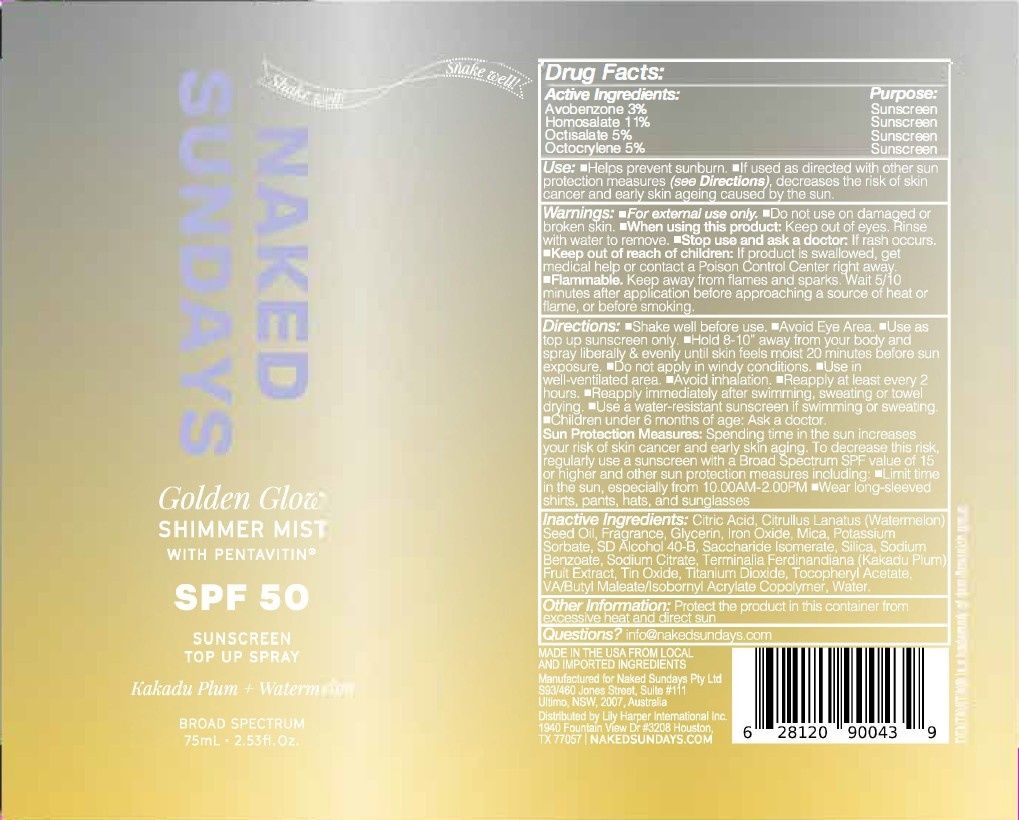 Shake well!
Shake well!
NAKED
SUNDAYS
Golden Glow™
SHIMMER MIST
WITH PENTAVITIN®
SPF 50
SUNSCREEN
TOP UP SPRAY
Kakadu Plum + Watermelon
BROAD SPECTRUM
75mL • 2.53fl.Oz.
Drug Facts:
Active Ingredients: Purpose:
Avobenzone 3% Sunscreen
Homosalate 11% Sunscreen
Octisalate 5% Sunscreen
Octocrylene 5% Sunscreen
Use: ■Helps prevent sunburn. ■If used as directed with other sun
protection measures (see Directions), decreases the risk of skin
cancer and early skin ageing caused by the sun.
Warnings: ■For external use only. ■Do not use on damaged or
broken skin. ■When using this product: Keep out of eyes. Rinse
with water to remove. ■Stop use and ask a doctor: If rash occurs.
■Keep out of reach of children: If product is swallowed, get
medical help or contact a Poison Control Center right away.
■Flammable. Keep away from flames and sparks. Wait 5/10
minutes after application before approaching a source of heat or
flame, or before smoking.
Directions: ■Shake well before use. ■Avoid Eye Area. ■Use as
top up sunscreen only. ■Hold 8-10" away from your body and
spray liberally & evenly until skin feels moist 20 minutes before sun
exposure. ■Do not apply in windy conditions. ■Use in
well-ventilated area. ■Avoid inhalation. ■Reapply at least every 2
hours. ■Reapply immediately after swimming, sweating or towel
drying. ■Use a water-resistant sunscreen if swimming or sweating.
■Children under 6 months of age: Ask a doctor.
Sun Protection Measures: Spending time in the sun increases
your risk of skin cancer and early skin aging. To decrease this risk,
regularly use a sunscreen with a Broad Spectrum SPF value of 15
or higher and other sun protection measures including: ■Limit time
in the sun, especially from 10.00AM-2.00PM ■Wear long-sleeved
shirts, pants, hats, and sunglasses
Inactive Ingredients: Citric Acid, Citrullus Lanatus (Watermelon)
Seed Oil, Fragrance, Glycerin, Iron Oxide, Mica, Potassium
Sorbate, SD Alcohol 40-B, Saccharide Isomerate, Silica, Sodium
Benzoate, Sodium Citrate, Terminalia Ferdinandiana (Kakadu Plum)
Fruit Extract, Tin Oxide, Titanium Dioxide, Tocopheryl Acetate,
VA/Butyl Maleate/Isobornyl Acrylate Copolymer, Water.
Other Information: Protect the product in this container from
excessive heat and direct sun
Questions? info@nakedsundays.com
MADE IN THE USA FROM LOCAL
AND IMPORTED INGREDIENTS
Manufactured for Naked Sundays Pty Ltd
S93/460 Jones Street, Suite #111
Ultimo, NSW, 2007, Australia
Distributed by Lily Harper International Inc.
1940 Fountain View Dr #3208 Houston,
TX 77057 | NAKEDSUNDAYS.COM
6 28120 90043 9